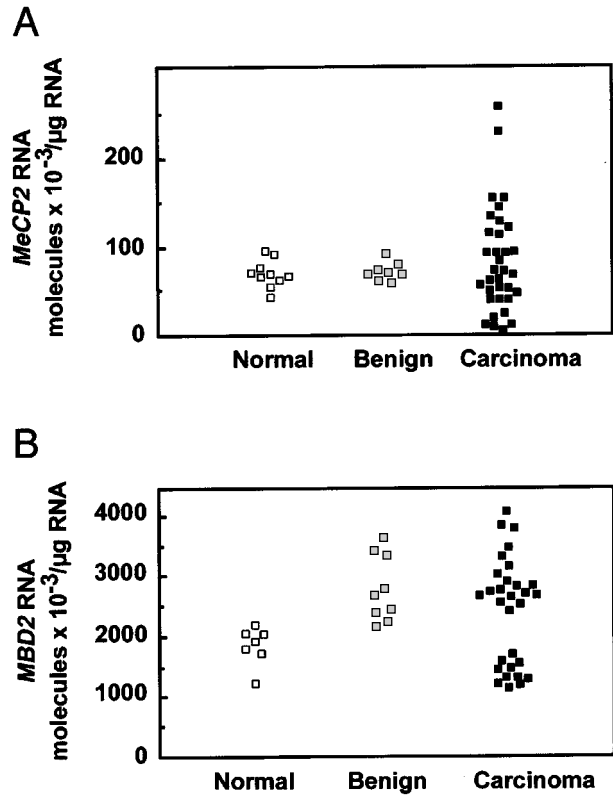 A
MeCP2 RNA
molecules x 10⁻³/µg RNA
200
100
0
Normal Benign Carcinoma
B
MBD2 RNA
molecules x 10⁻³/µg RNA
4000
3000
2000
1000
0
Normal Benign Carcinoma